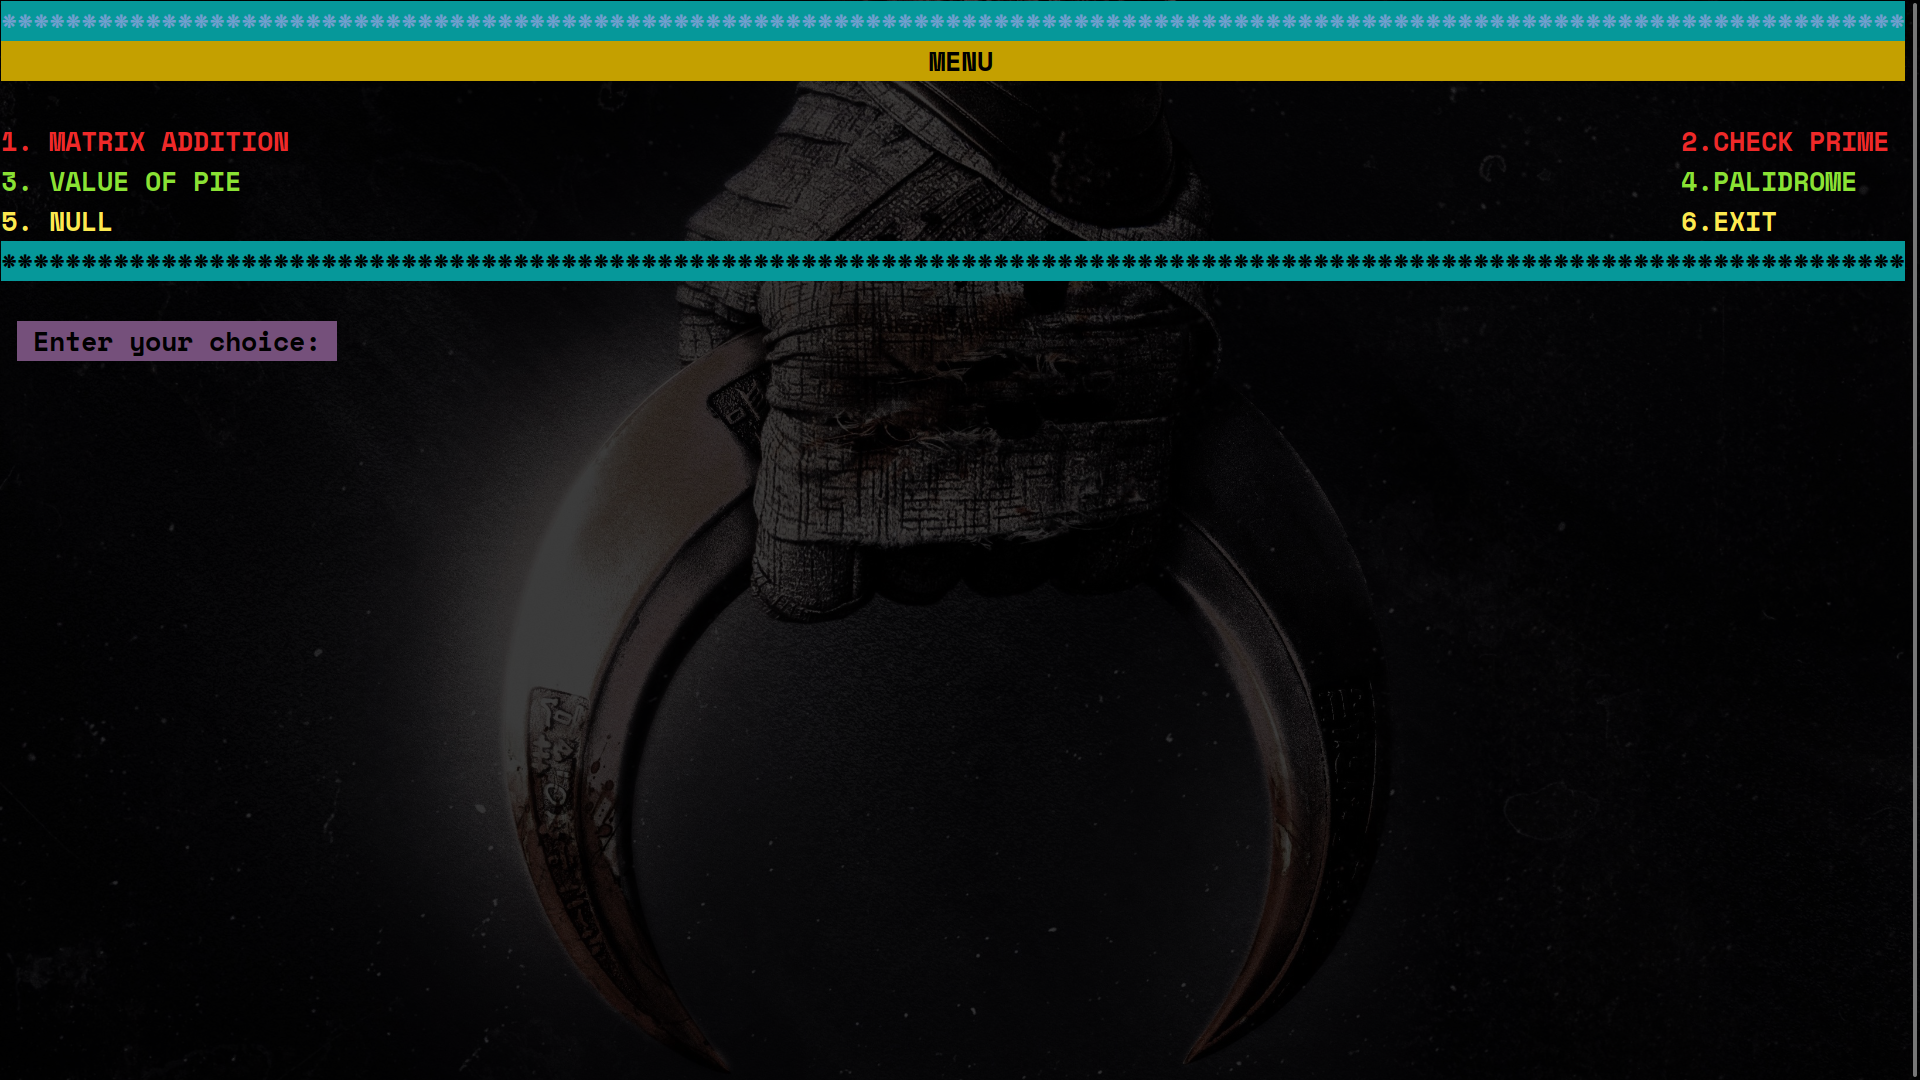 ************************************************************************************************************************
MENU
1. MATRIX ADDITION 2.CHECK PRIME
3. VALUE OF PIE 4.PALIDROME
5. NULL 6.EXIT
************************************************************************************************************************
Enter your choice: